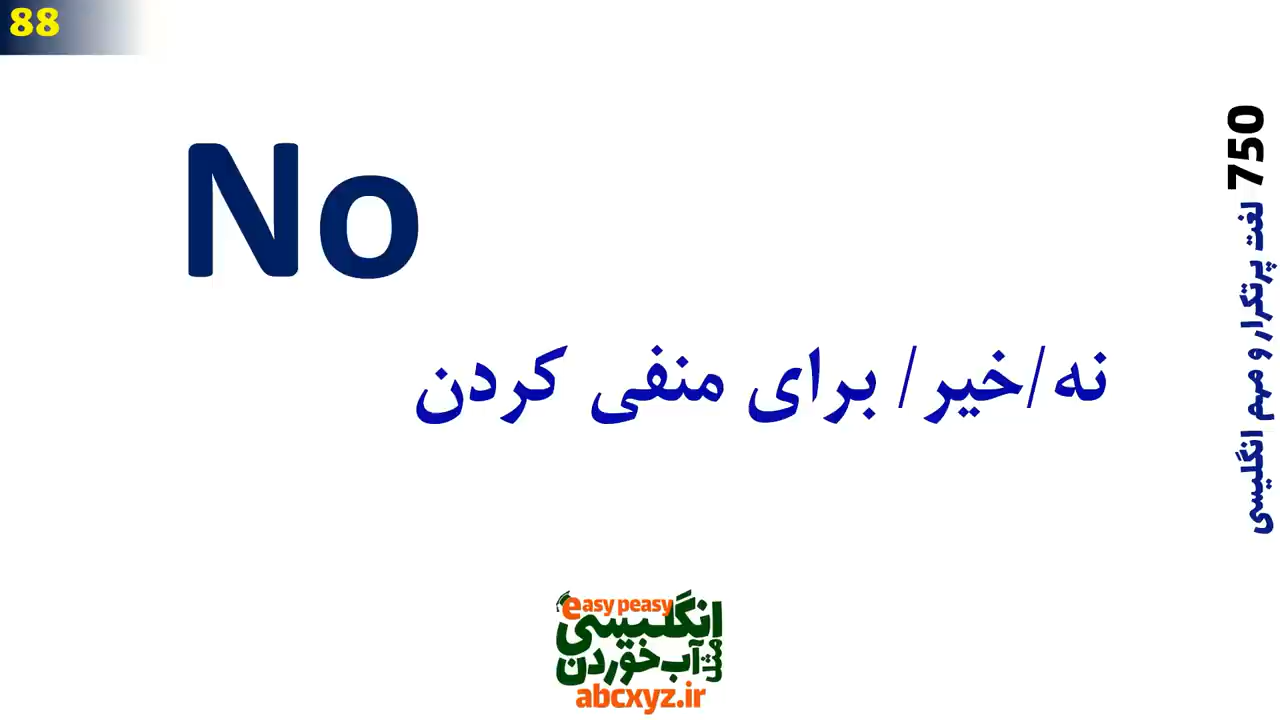 88
No
نه/خیر/ برای منفی کردن
750 لغت پرتکرار و مهم انگلیسی
easy peasy
انگلیسی
مثل آب خوردن
abcxyz.ir